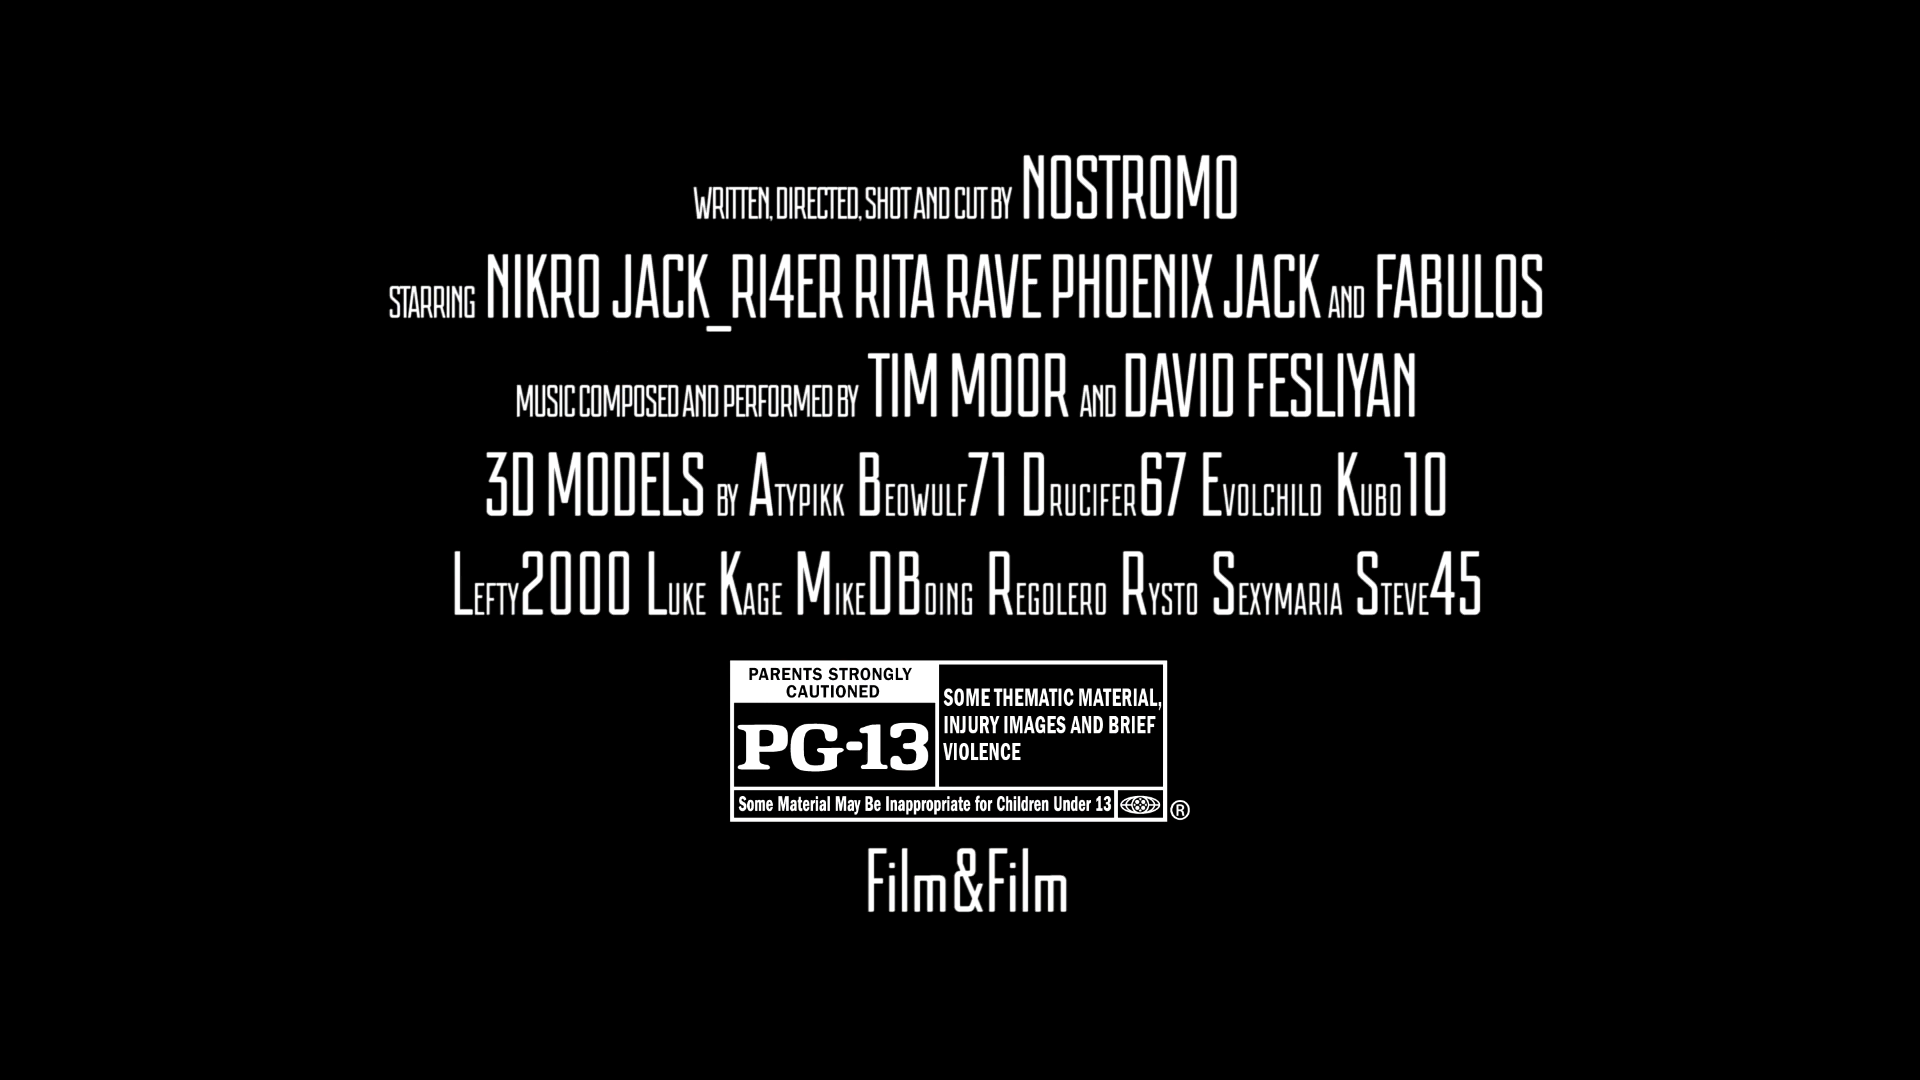 WRITTEN, DIRECTED, SHOT AND CUT BY NOSTROMO
STARRING NIKRO JACK_RI4ER RITA RAVE PHOENIX JACK AND FABULOS
MUSIC COMPOSED AND PERFORMED BY TIM MOOR AND DAVID FESLIYAN
3D MODELS BY ATYPIKK BEOWULF71 DRUCIFER67 EVOLCHILD KUBO10
LEFTY2000 LUKE KAGE MIKEDBOING REGOLERO RYSTO SEXYMARIA STEVE45
PARENTS STRONGLY
CAUTIONED
PG-13
SOME THEMATIC MATERIAL,
INJURY IMAGES AND BRIEF
VIOLENCE
Some Material May Be Inappropriate for Children Under 13
®
Film&Film